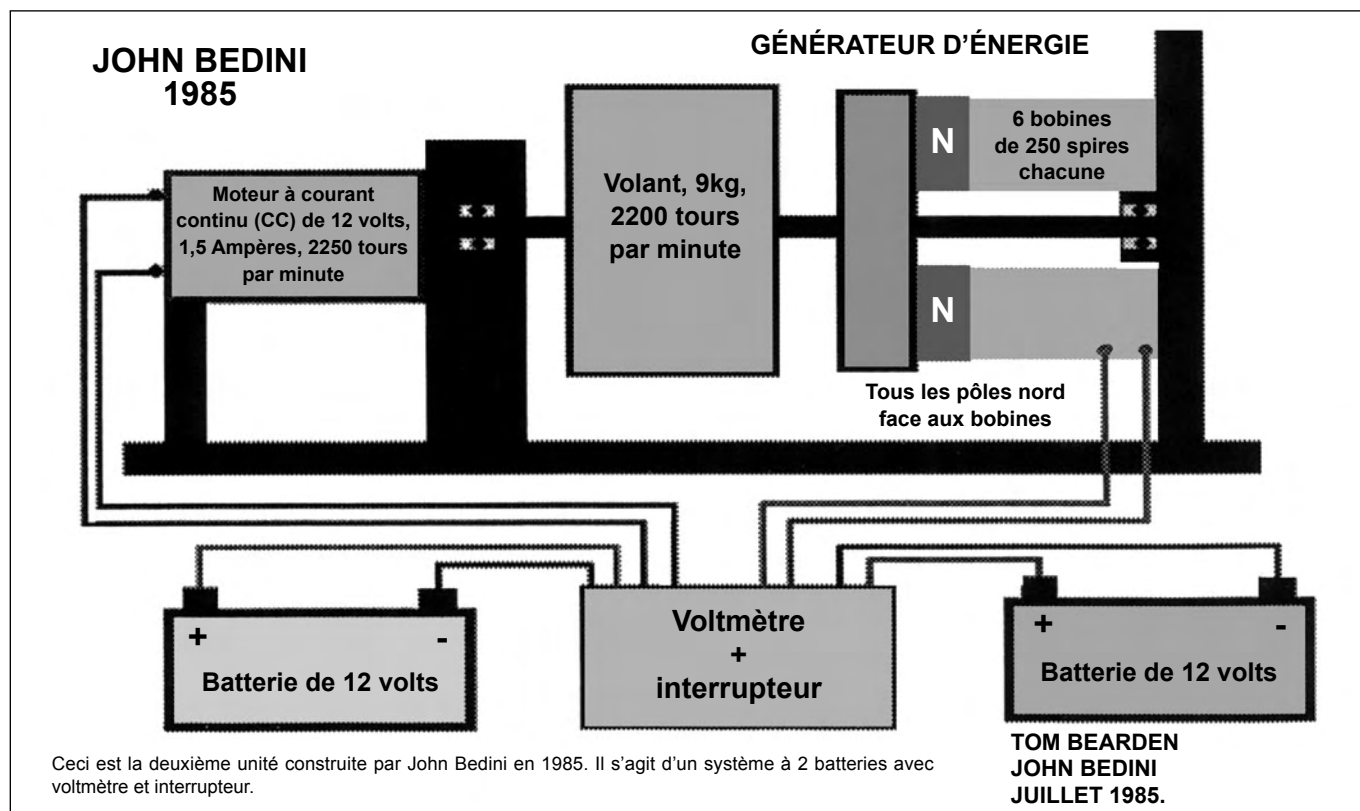 JOHN BEDINI
1985
GÉNÉRATEUR D’ÉNERGIE
Moteur à courant
continu (CC) de 12 volts,
1,5 Ampères, 2250 tours
par minute
Volant, 9kg,
2200 tours
par minute
N
6 bobines
de 250 spires
chacune
N
Tous les pôles nord
face aux bobines
+ -
Batterie de 12 volts
Voltmètre
+
interrupteur
+ -
Batterie de 12 volts
Ceci est la deuxième unité construite par John Bedini en 1985. Il s’agit d’un système à 2 batteries avec
voltmètre et interrupteur.
TOM BEARDEN
JOHN BEDINI
JUILLET 1985.